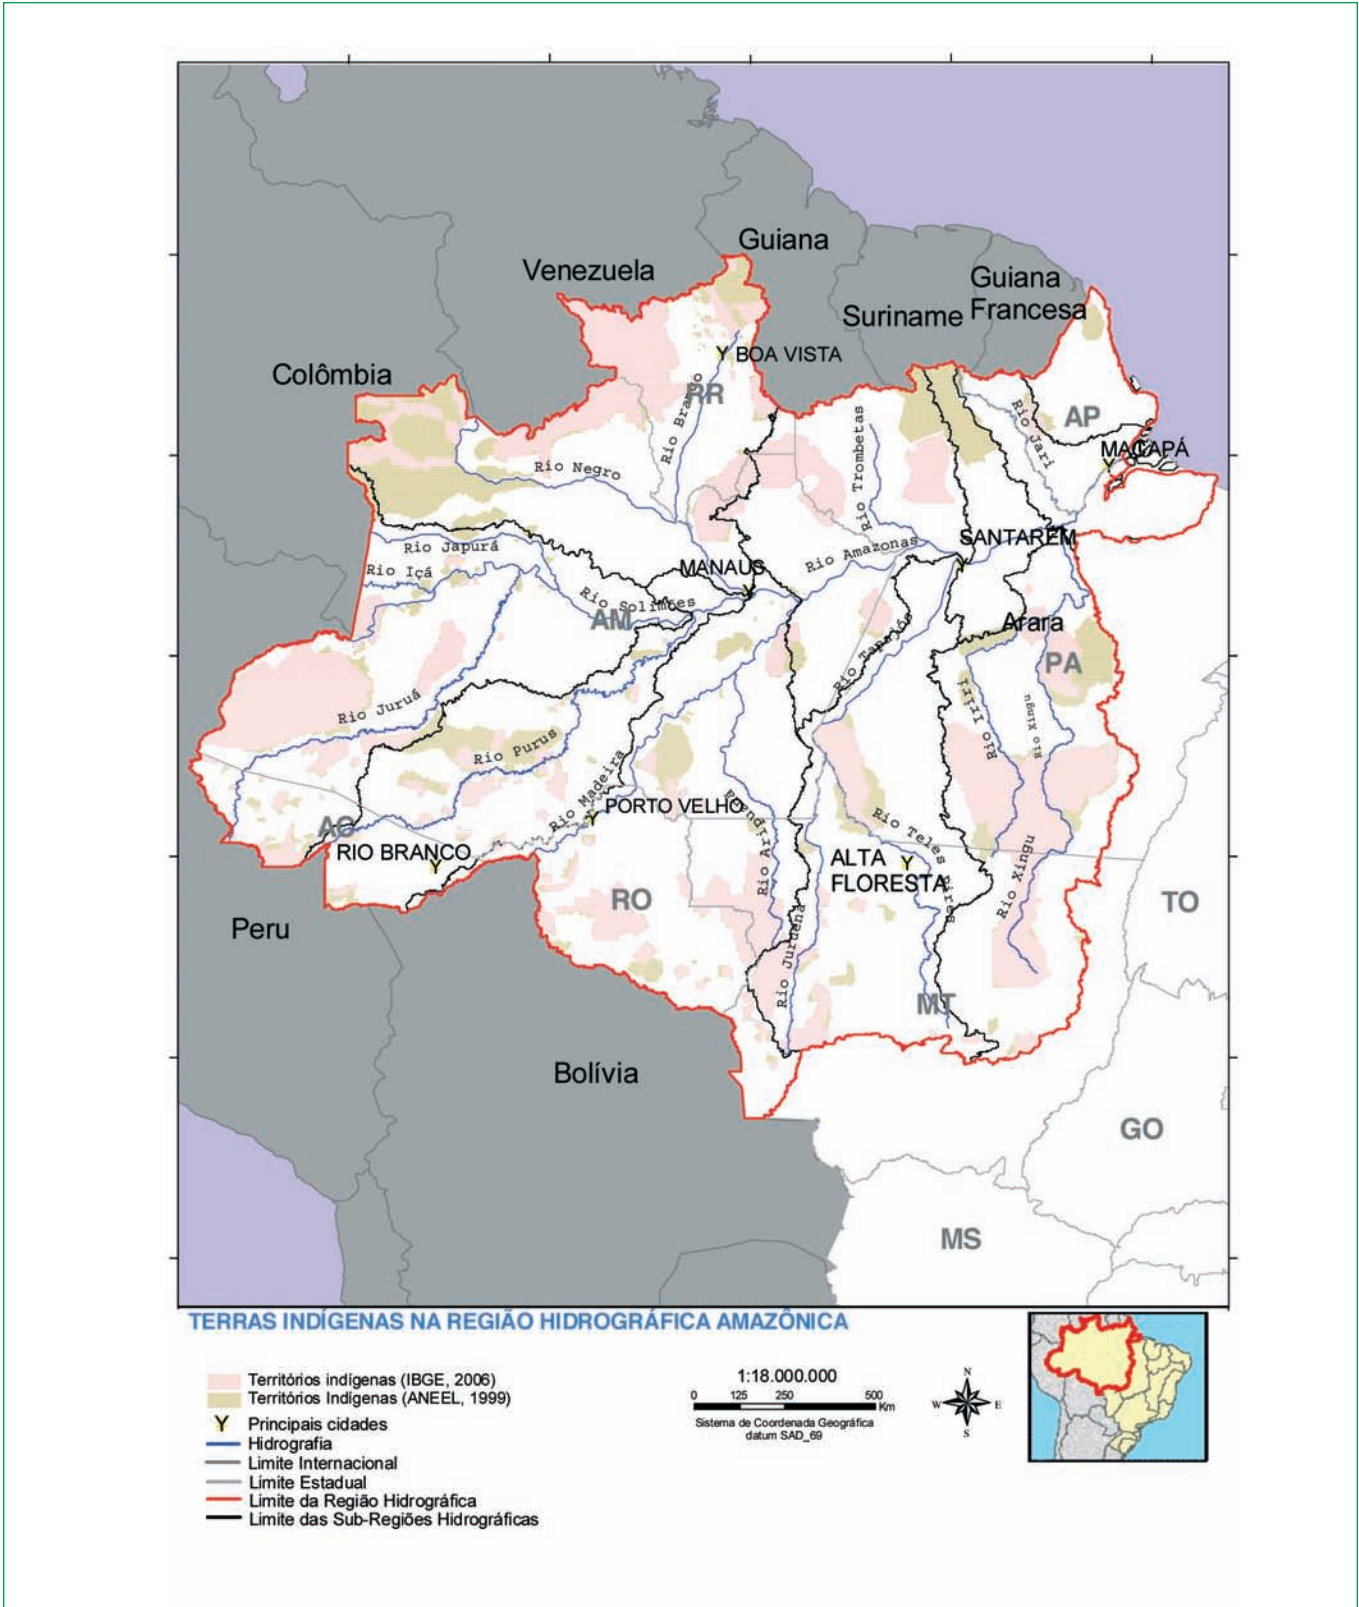 Guiana
Venezuela
Guiana
Francesa
Suriname
BOA VISTA
Colômbia
RR
Rio Branco
AP
Rio Jari
Rio Trombetas
MACAPÁ
Rio Negro
SANTARÉM
Rio Japurá
Rio Amazonas
MANAUS
Rio Içá
Rio Solimões
AM
Arara
Rio Tapajós
PA
Rio Juruá
Rio Iriri
Rio Xingu
Rio Purus
Rio Madeira
PORTO VELHO
Rio Aripuanã
AC
Rio Teles Pires
RIO BRANCO
ALTA
FLORESTA
Rio Xingu
RO
TO
Peru
Rio Juruena
MT
Bolívia
GO
MS
TERRAS INDÍGENAS NA REGIÃO HIDROGRÁFICA AMAZÔNICA
Territórios indígenas (IBGE, 2006)
Territórios Indígenas (ANEEL, 1999)
Principais cidades
Hidrografia
Limite Internacional
Limite Estadual
Limite da Região Hidrográfica
Limite das Sub-Regiões Hidrográficas
1:18.000.000
0 125 250 500
Km
Sistema de Coordenada Geográfica
datum SAD_69
N
W E
S